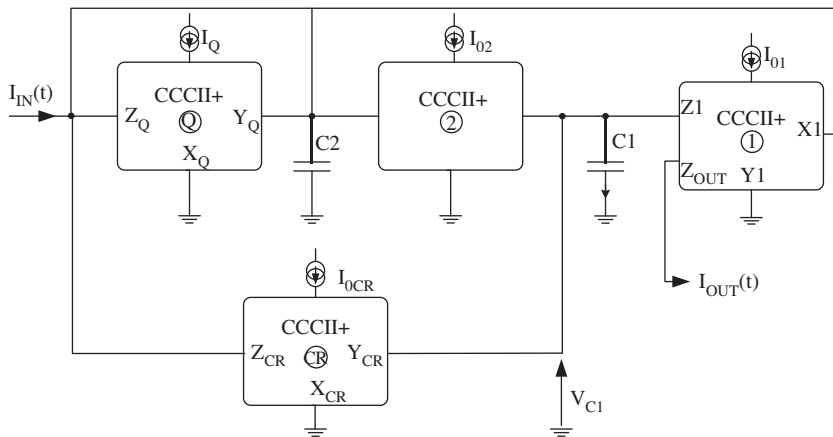 I_Q
I_02
I_01
I_IN(t)
CCCII+
Q
Z_Q
Y_Q
X_Q
C2
CCCII+
2
C1
Z1
CCCII+
1
X1
Z_OUT
Y1
I_0CR
I_OUT(t)
CCCII+
CR
Z_CR
Y_CR
X_CR
V_C1